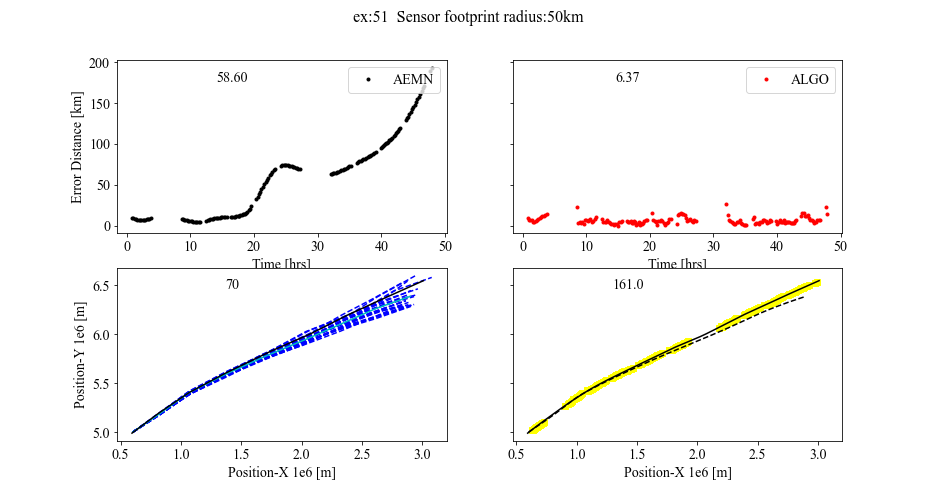 ex:51  Sensor footprint radius:50km
58.60
AEMN
6.37
ALGO
200
150
100
50
0
Error Distance [km]
0 10 20 30 40 50
0 10 20 30 40 50
Time [hrs]
Time [hrs]
70
161.0
6.5
6.0
5.5
5.0
Position-Y 1e6 [m]
0.5 1.0 1.5 2.0 2.5 3.0
0.5 1.0 1.5 2.0 2.5 3.0
Position-X 1e6 [m]
Position-X 1e6 [m]